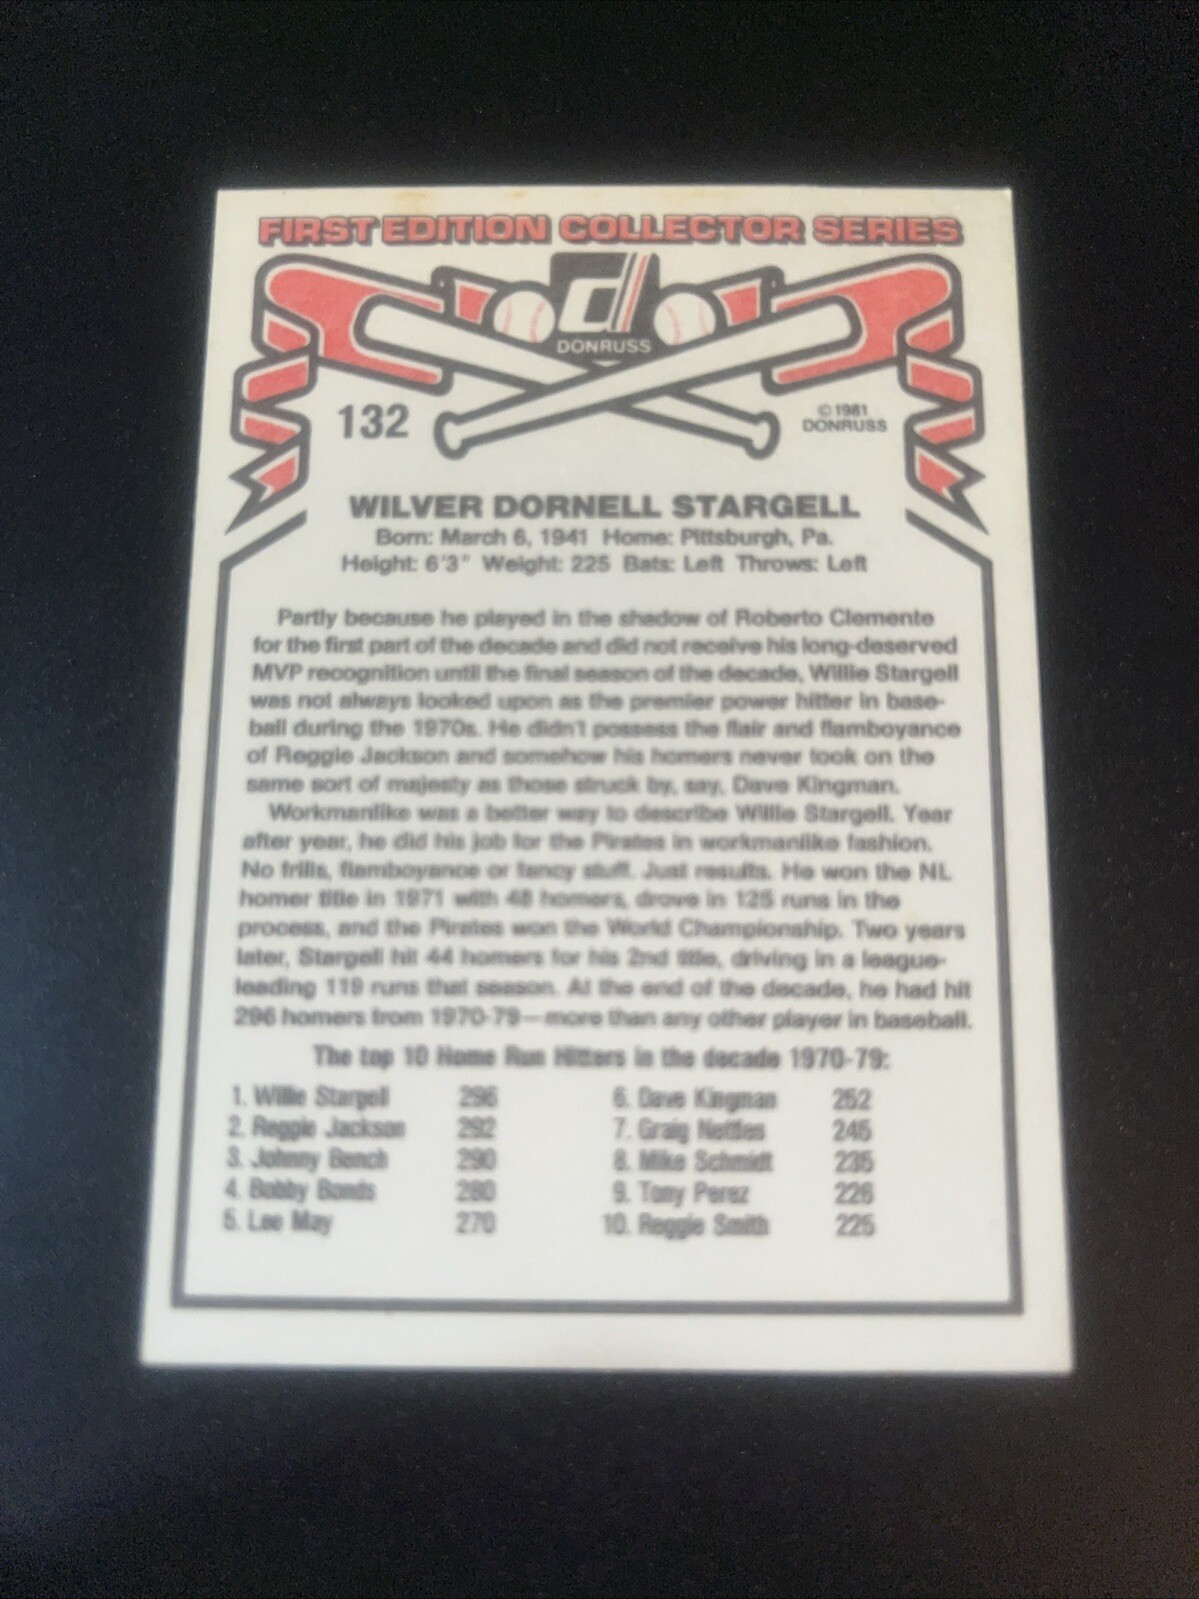 FIRST EDITION COLLECTOR SERIES
d
DONRUSS
132
© 1981
DONRUSS
WILVER DORNELL STARGELL
Born: March 6, 1941 Home: Pittsburgh, Pa.
Height: 6'3" Weight: 225 Bats: Left Throws: Left
Partly because he played in the shadow of Roberto Clemente
for the first part of the decade and did not receive his long-deserved
MVP recognition until the final season of the decade, Willie Stargell
was not always looked upon as the premier power hitter in base-
ball during the 1970s. He didn't possess the flair and flamboyance
of Reggie Jackson and somehow his homers never took on the
same sort of majesty as those struck by, say, Dave Kingman.
Workmanlike was a better way to describe Willie Stargell. Year
after year, he did his job for the Pirates in workmanlike fashion.
No frills, flamboyance or fancy stuff. Just results. He won the NL
homer title in 1971 with 48 homers, drove in 125 runs in the
process, and the Pirates won the World Championship. Two years
later, Stargell hit 44 homers for his 2nd title, driving in a league-
leading 119 runs that season. At the end of the decade, he had hit
296 homers from 1970-79—more than any other player in baseball.
The top 10 Home Run Hitters in the decade 1970-79:
1. Willie Stargell 296
2. Reggie Jackson 292
3. Johnny Bench 290
4. Bobby Bonds 280
5. Lee May 270
6. Dave Kingman 252
7. Graig Nettles 245
8. Mike Schmidt 235
9. Tony Perez 226
10. Reggie Smith 225